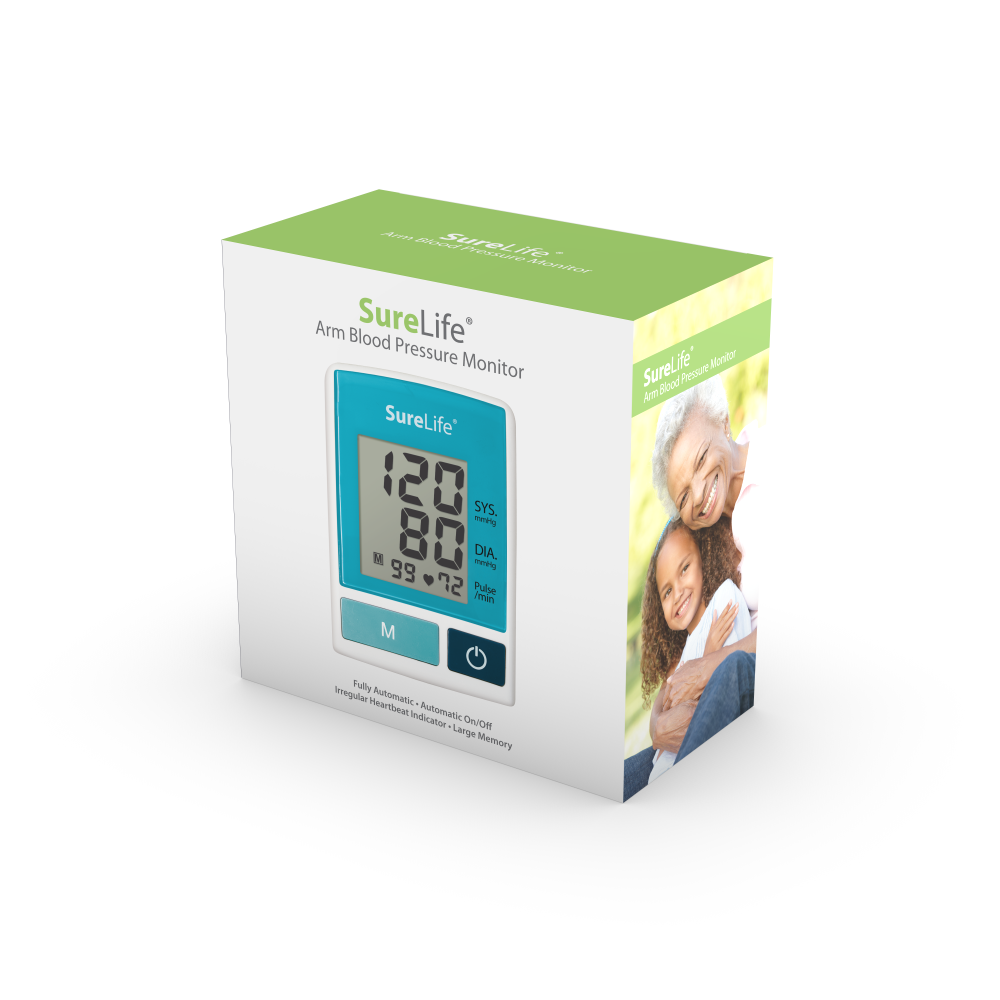 SureLife®
Arm Blood Pressure Monitor
SureLife®
Arm Blood Pressure Monitor
SureLife®
120
SYS.
mmHg
80
DIA.
mmHg
M 99 ♥72
Pulse
/min
M
Fully Automatic • Automatic On/Off
Irregular Heartbeat Indicator • Large Memory
SureLife®
Arm Blood Pressure Monitor